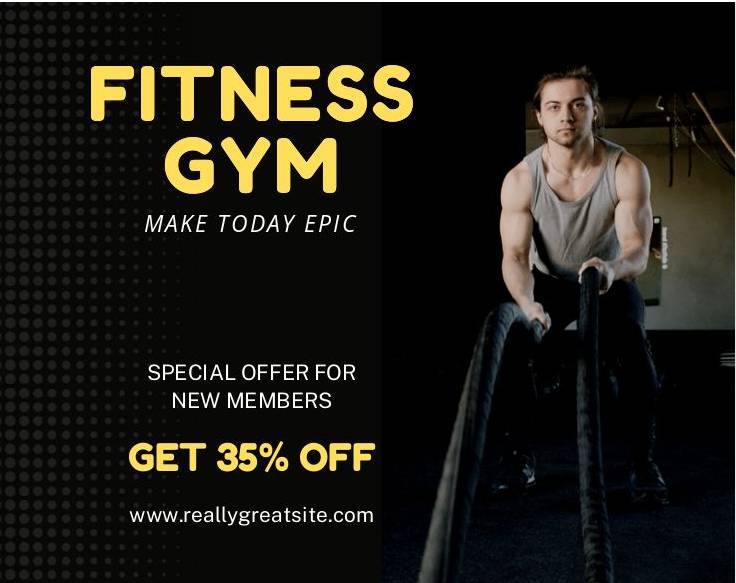 FITNESS
GYM
MAKE TODAY EPIC
SPECIAL OFFER FOR
NEW MEMBERS
GET 35% OFF
www.reallygreatsite.com